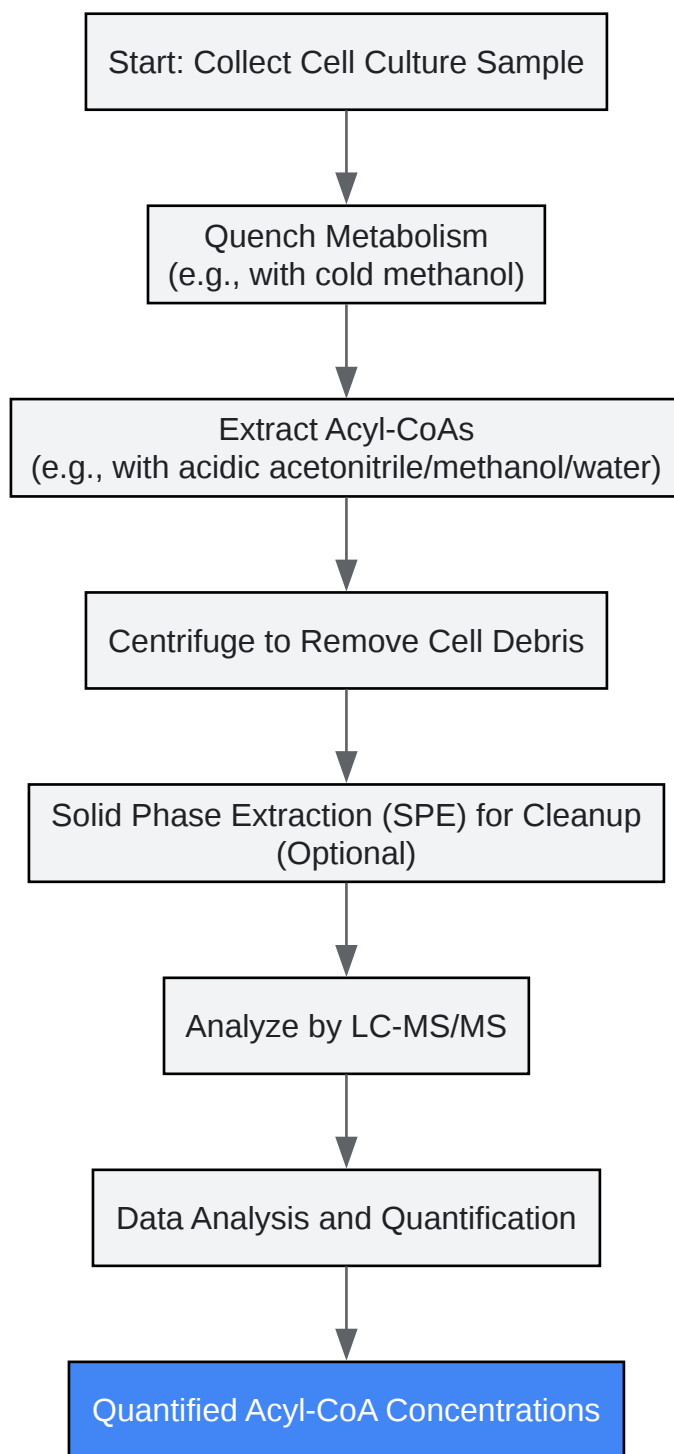 Start: Collect Cell Culture Sample
Quench Metabolism
(e.g., with cold methanol)
Extract Acyl-CoAs
(e.g., with acidic acetonitrile/methanol/water)
Centrifuge to Remove Cell Debris
Solid Phase Extraction (SPE) for Cleanup
(Optional)
Analyze by LC-MS/MS
Data Analysis and Quantification
Quantified Acyl-CoA Concentrations